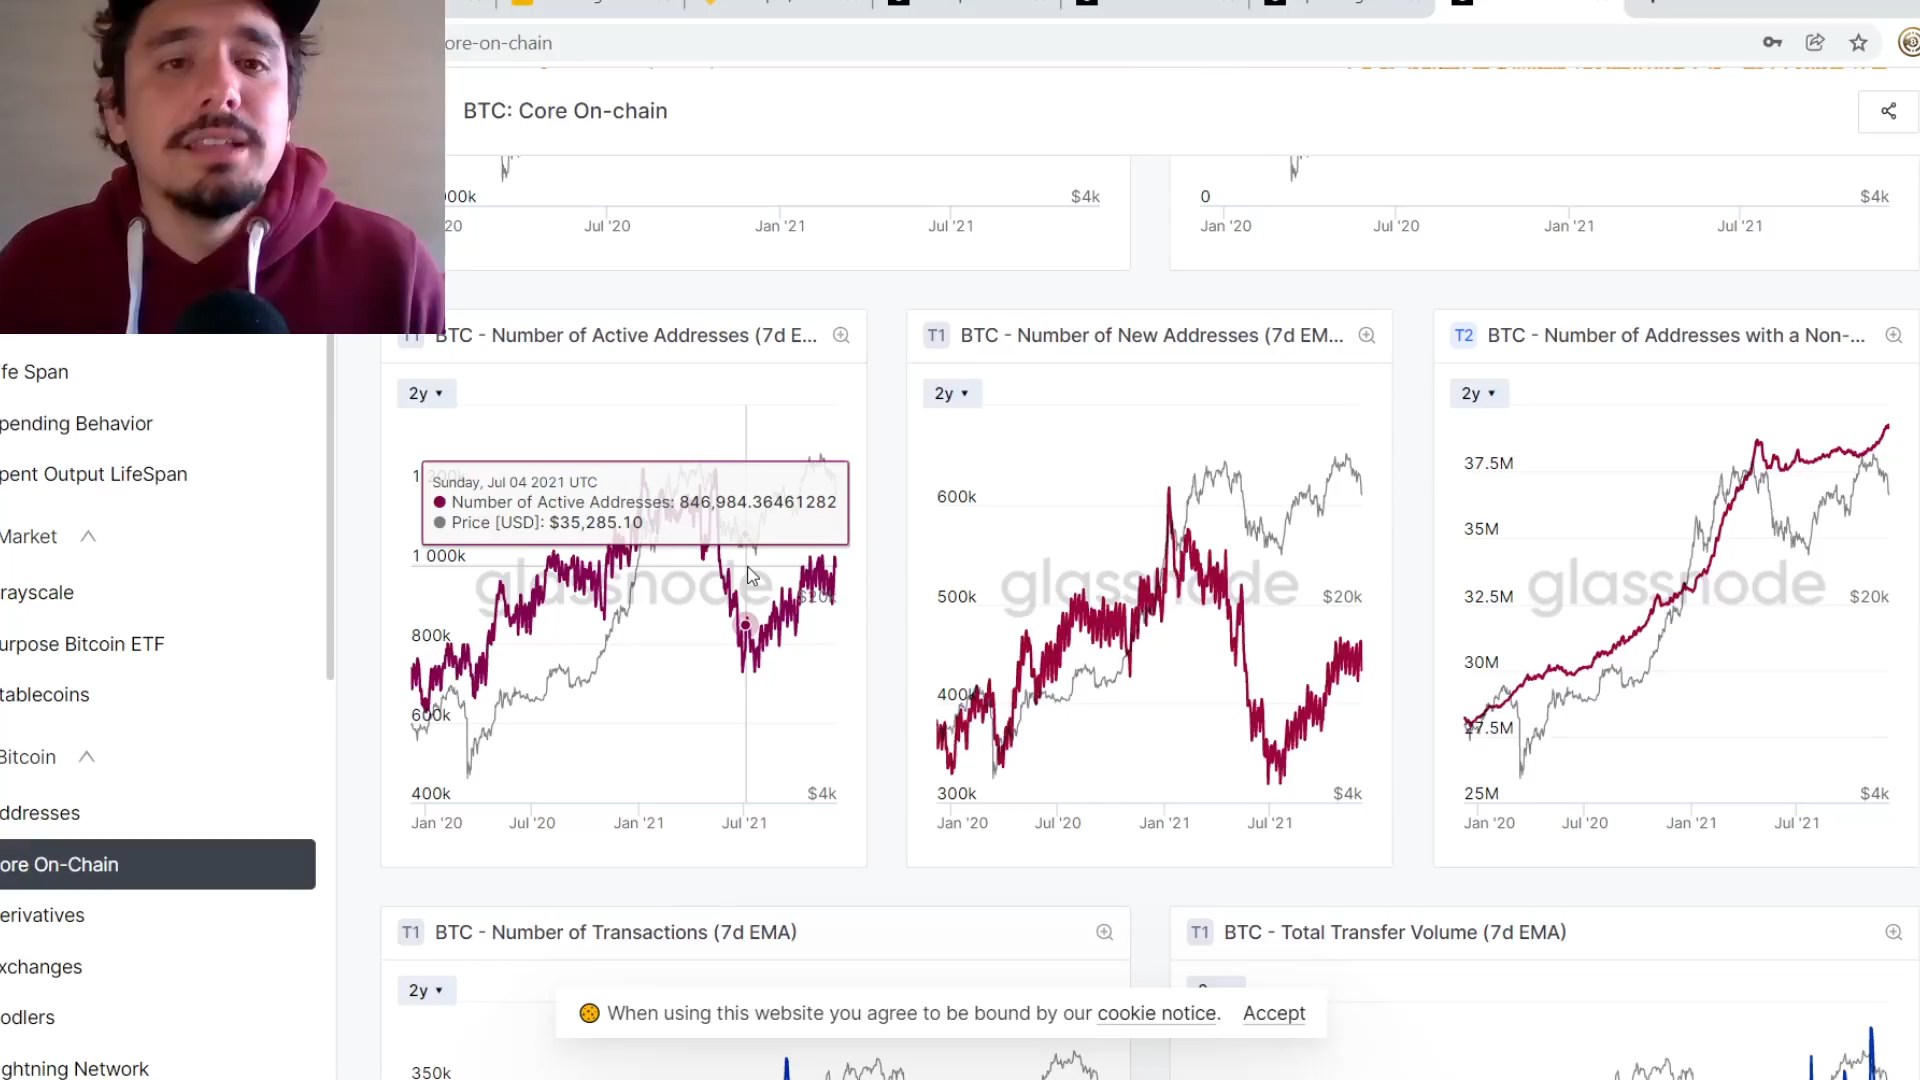 ore-on-chain
BTC: Core On-chain
00k
$4k
20
Jul '20
Jan '21
Jul '21
0
$4k
Jan '20
Jul '20
Jan '21
Jul '21
fe Span
pending Behavior
pent Output LifeSpan
Market
rayscale
urpose Bitcoin ETF
tablecoins
Bitcoin
ddresses
ore On-Chain
erivatives
xchanges
odlers
ghtning Network
T1 BTC - Number of Active Addresses (7d E...
2y
Sunday, Jul 04 2021 UTC
Number of Active Addresses: 846,984.36461282
Price [USD]: $35,285.10
1 000k
glassnode
$20k
800k
600k
400k
$4k
Jan '20
Jul '20
Jan '21
Jul '21
T1 BTC - Number of New Addresses (7d EM...
2y
600k
glassnode
500k
$20k
400k
300k
$4k
Jan '20
Jul '20
Jan '21
Jul '21
T2 BTC - Number of Addresses with a Non-...
2y
37.5M
35M
glassnode
32.5M
$20k
30M
27.5M
25M
$4k
Jan '20
Jul '20
Jan '21
Jul '21
T1 BTC - Number of Transactions (7d EMA)
2y
350k
T1 BTC - Total Transfer Volume (7d EMA)
When using this website you agree to be bound by our cookie notice. Accept